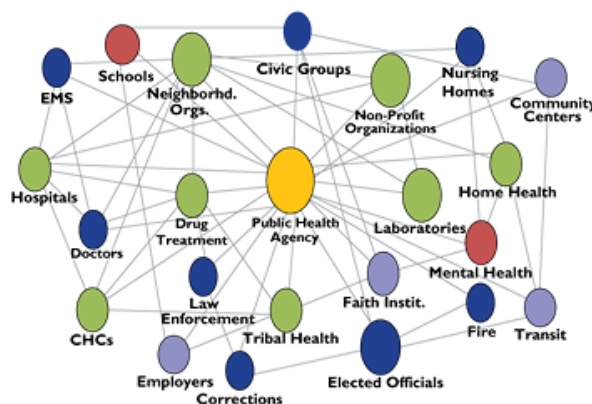 Schools
Civic Groups
Nursing
Homes
EMS
Neighborhd.
Orgs.
Non-Profit
Organizations
Community
Centers
Hospitals
Drug
Treatment
Public Health
Agency
Laboratories
Home Health
Doctors
Mental Health
Law
Enforcement
Faith Instit.
CHCs
Tribal Health
Fire
Transit
Employers
Corrections
Elected Officials